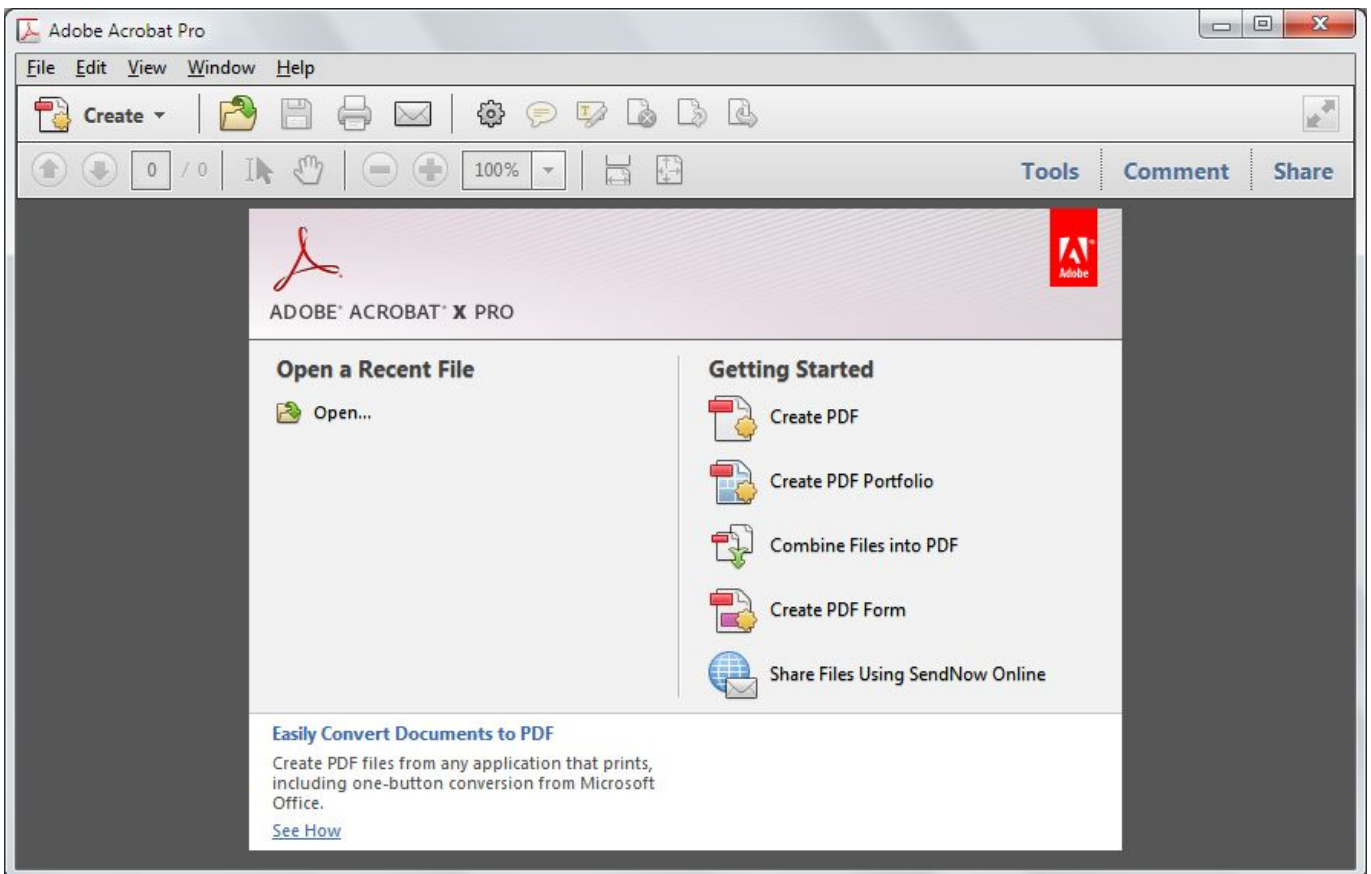 Adobe Acrobat Pro
File Edit View Window Help
Create
0 / 0 100% Tools Comment Share
Adobe
ADOBE® ACROBAT® X PRO
Open a Recent File
Open...
Getting Started
Create PDF
Create PDF Portfolio
Combine Files into PDF
Create PDF Form
Share Files Using SendNow Online
Easily Convert Documents to PDF
Create PDF files from any application that prints,
including one-button conversion from Microsoft
Office.
See How